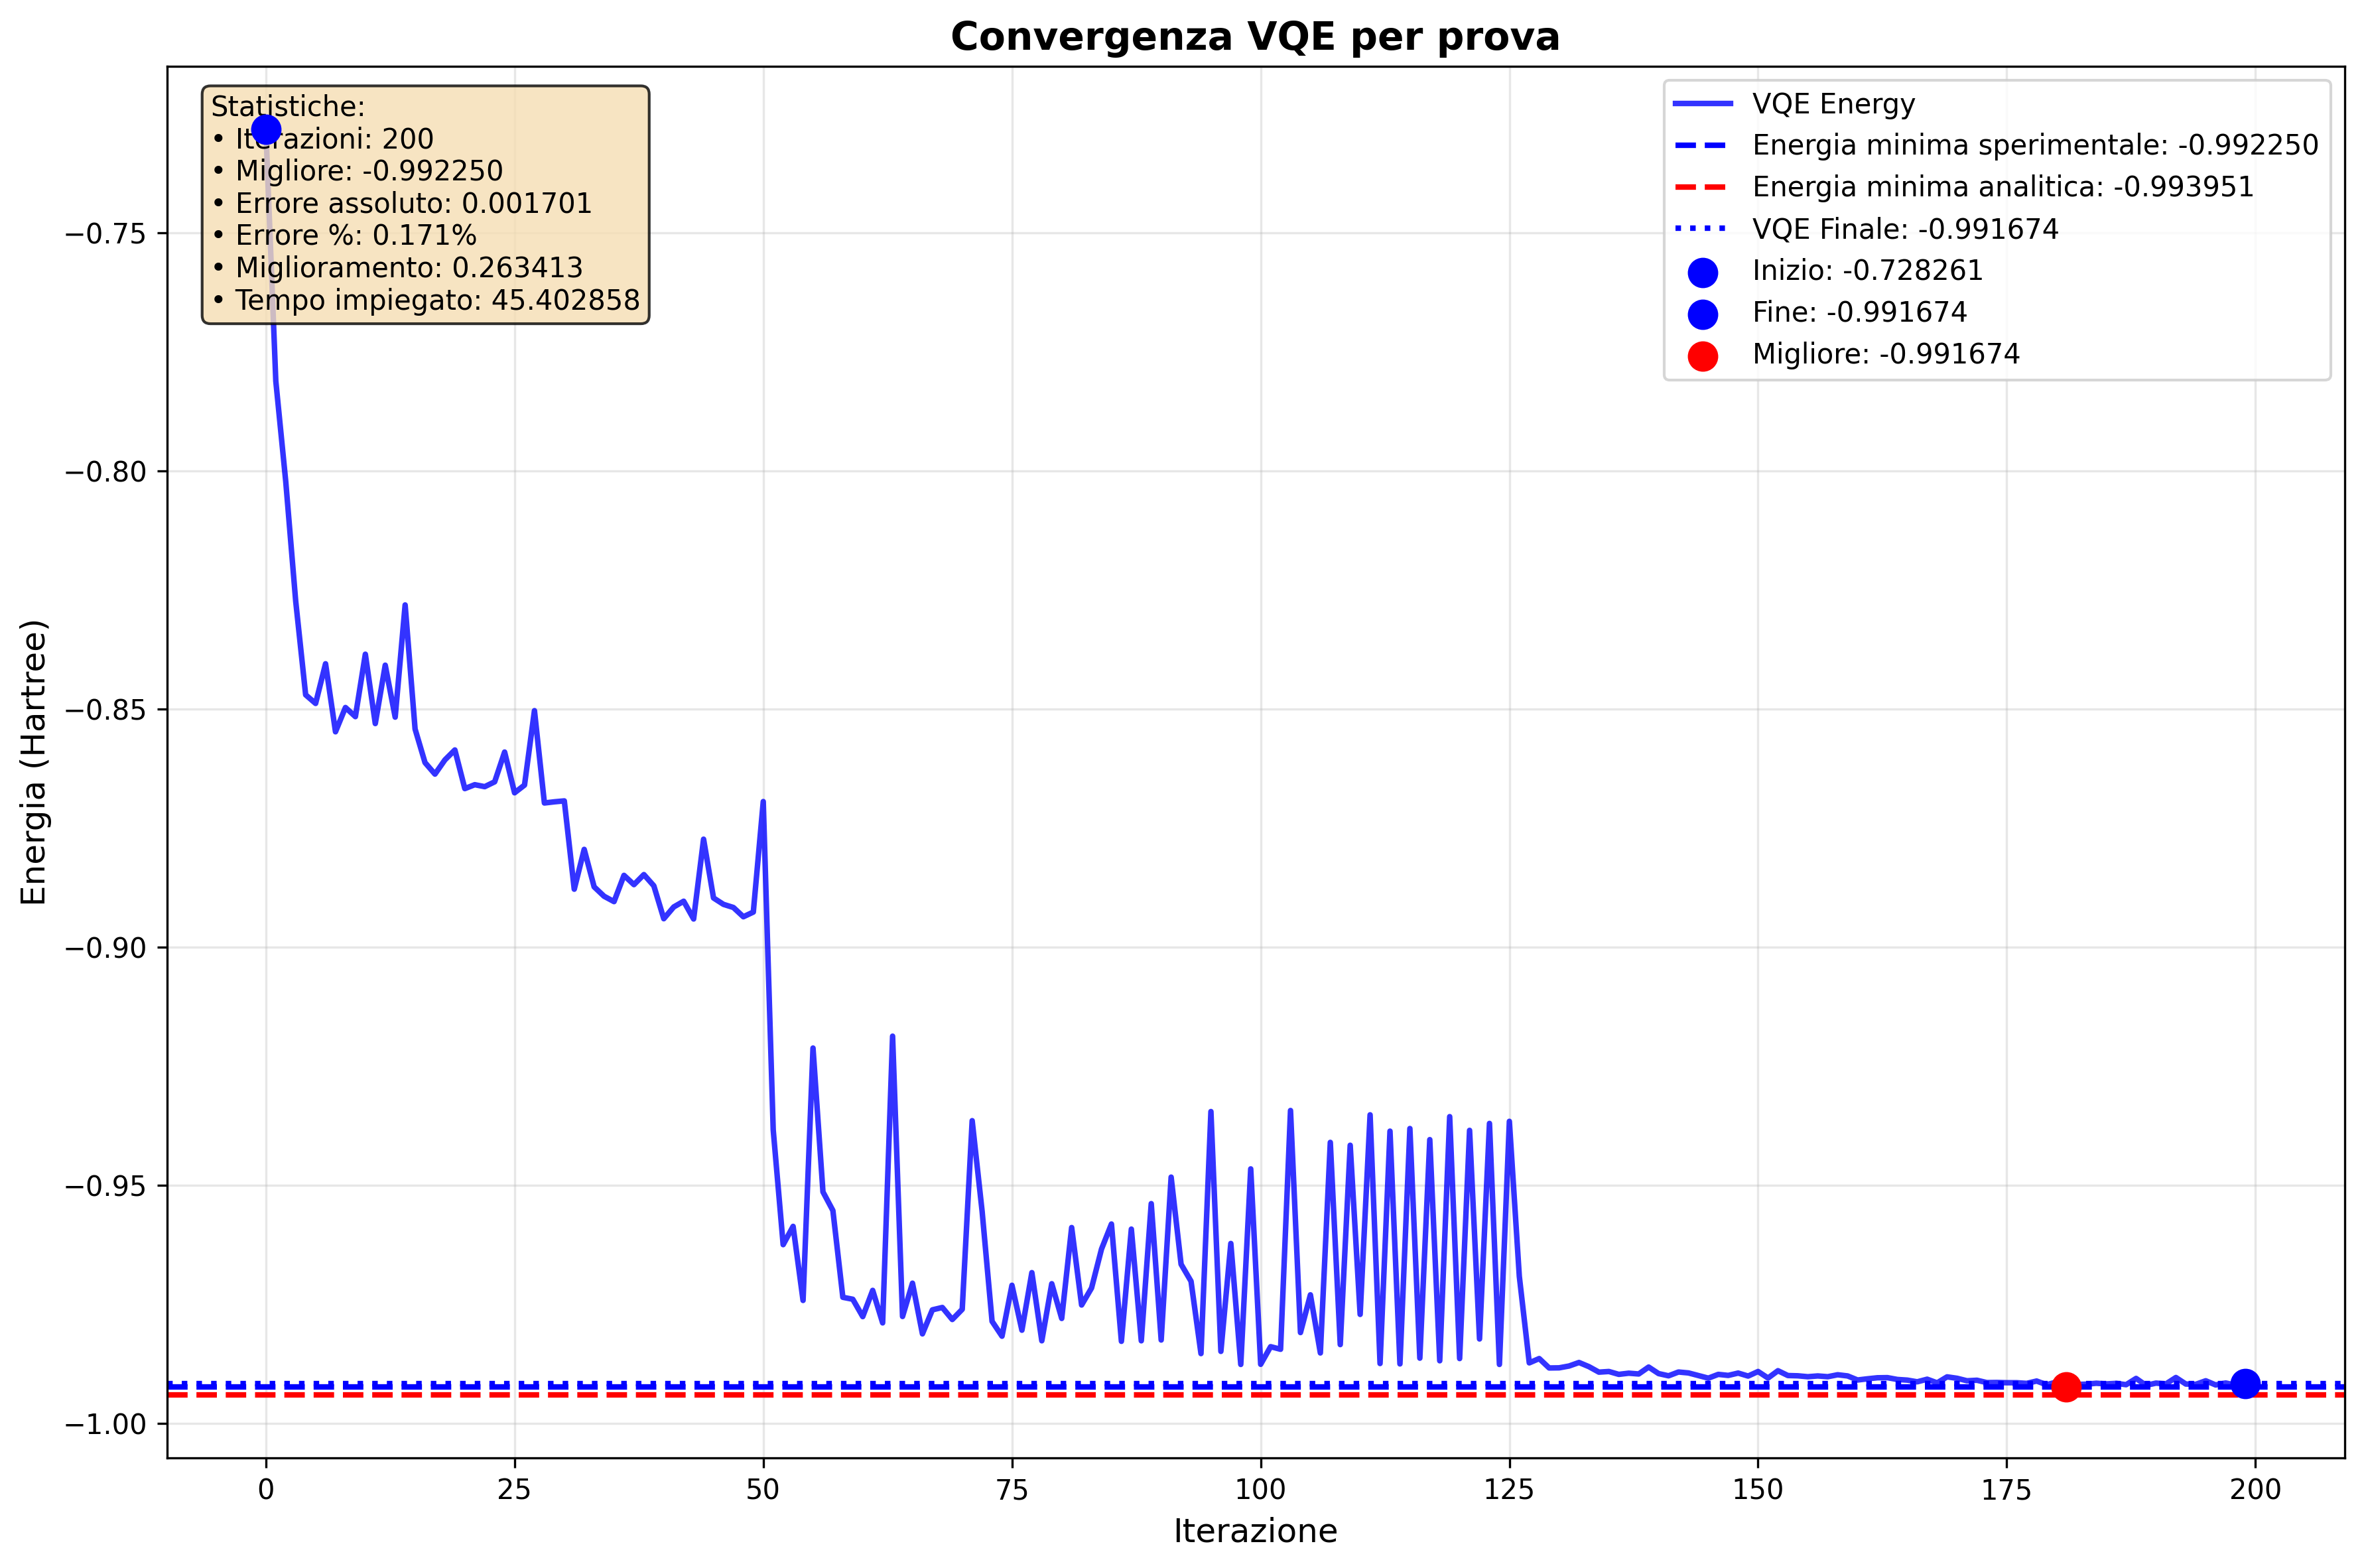 Convergenza VQE per prova
Statistiche:
• Iterazioni: 200
• Migliore: -0.992250
• Errore assoluto: 0.001701
• Errore %: 0.171%
• Miglioramento: 0.263413
• Tempo impiegato: 45.402858
VQE Energy
Energia minima sperimentale: -0.992250
Energia minima analitica: -0.993951
VQE Finale: -0.991674
Inizio: -0.728261
Fine: -0.991674
Migliore: -0.991674
Energia (Hartree)
−0.75
−0.80
−0.85
−0.90
−0.95
−1.00
0 25 50 75 100 125 150 175 200
Iterazione